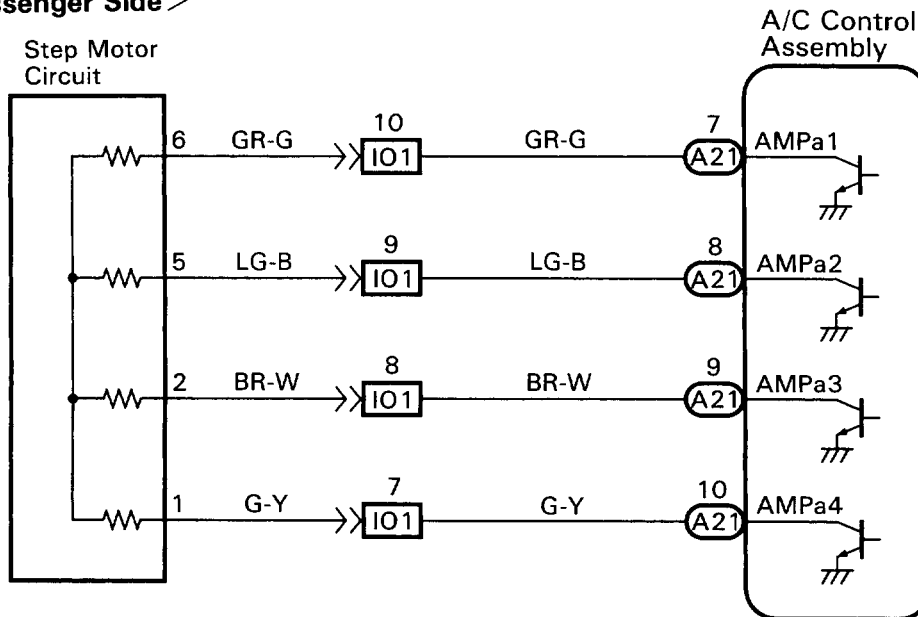 ssenger Side>
A/C Control
Assembly
Step Motor
Circuit
6 GR-G 10 IO1 GR-G 7 A21 AMPa1
5 LG-B 9 IO1 LG-B 8 A21 AMPa2
2 BR-W 8 IO1 BR-W 9 A21 AMPa3
1 G-Y 7 IO1 G-Y 10 A21 AMPa4